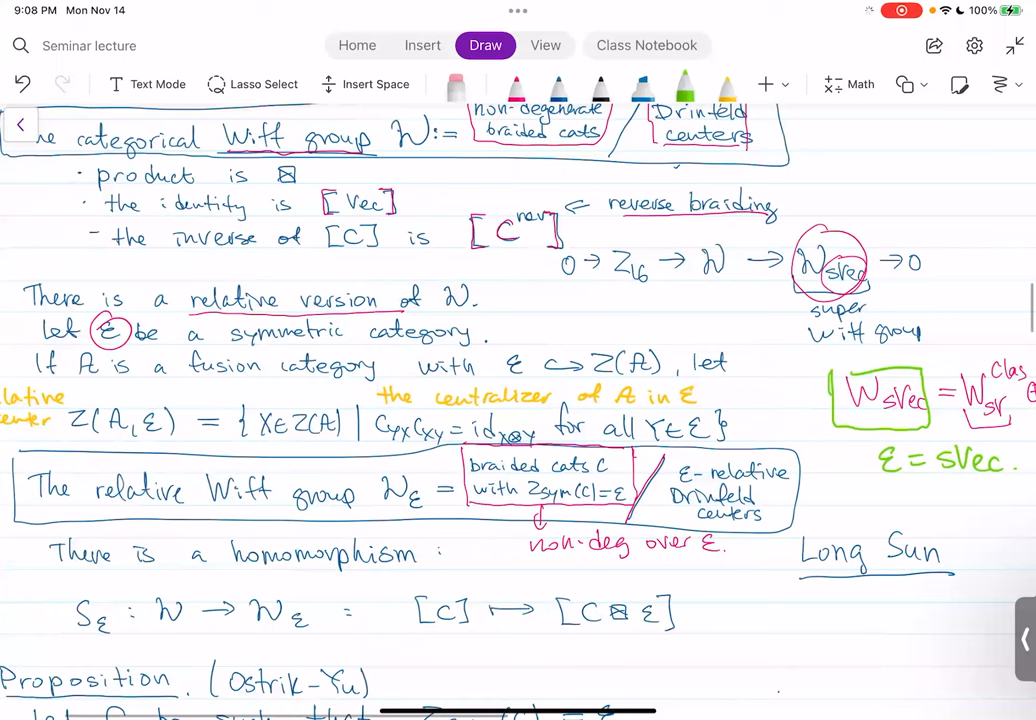 9:08 PM Mon Nov 14
100%
Seminar lecture
Home Insert Draw View Class Notebook
Text Mode Lasso Select Insert Space Math
he categorical Witt group W := non-degenerate braided cats / Drinfeld centers
· product is ⊠
· the identity is [Vec]
- the inverse of [C] is [C^rev] ⇐ reverse braiding
0 → Z16 → W → W_sVec → 0
super
Witt group
There is a relative version of W.
Let E be a symmetric category.
If A is a fusion category with E ↪ Z(A), let
elative center
the centralizer of A in E
Z(A,E) = { X∈Z(A) | C_YX C_XY = id_X⊗Y for all Y∈E }
W_sVec = W_sr^Clas
E = sVec.
The relative Witt group W_E = braided cats C with Zsym(C)=E / E-relative Drinfeld centers
non-deg over E.
There is a homomorphism :
Long Sun
S_E : W → W_E : [C] ↦ [C ⊠ E]
Proposition. (Ostrik-Yu)